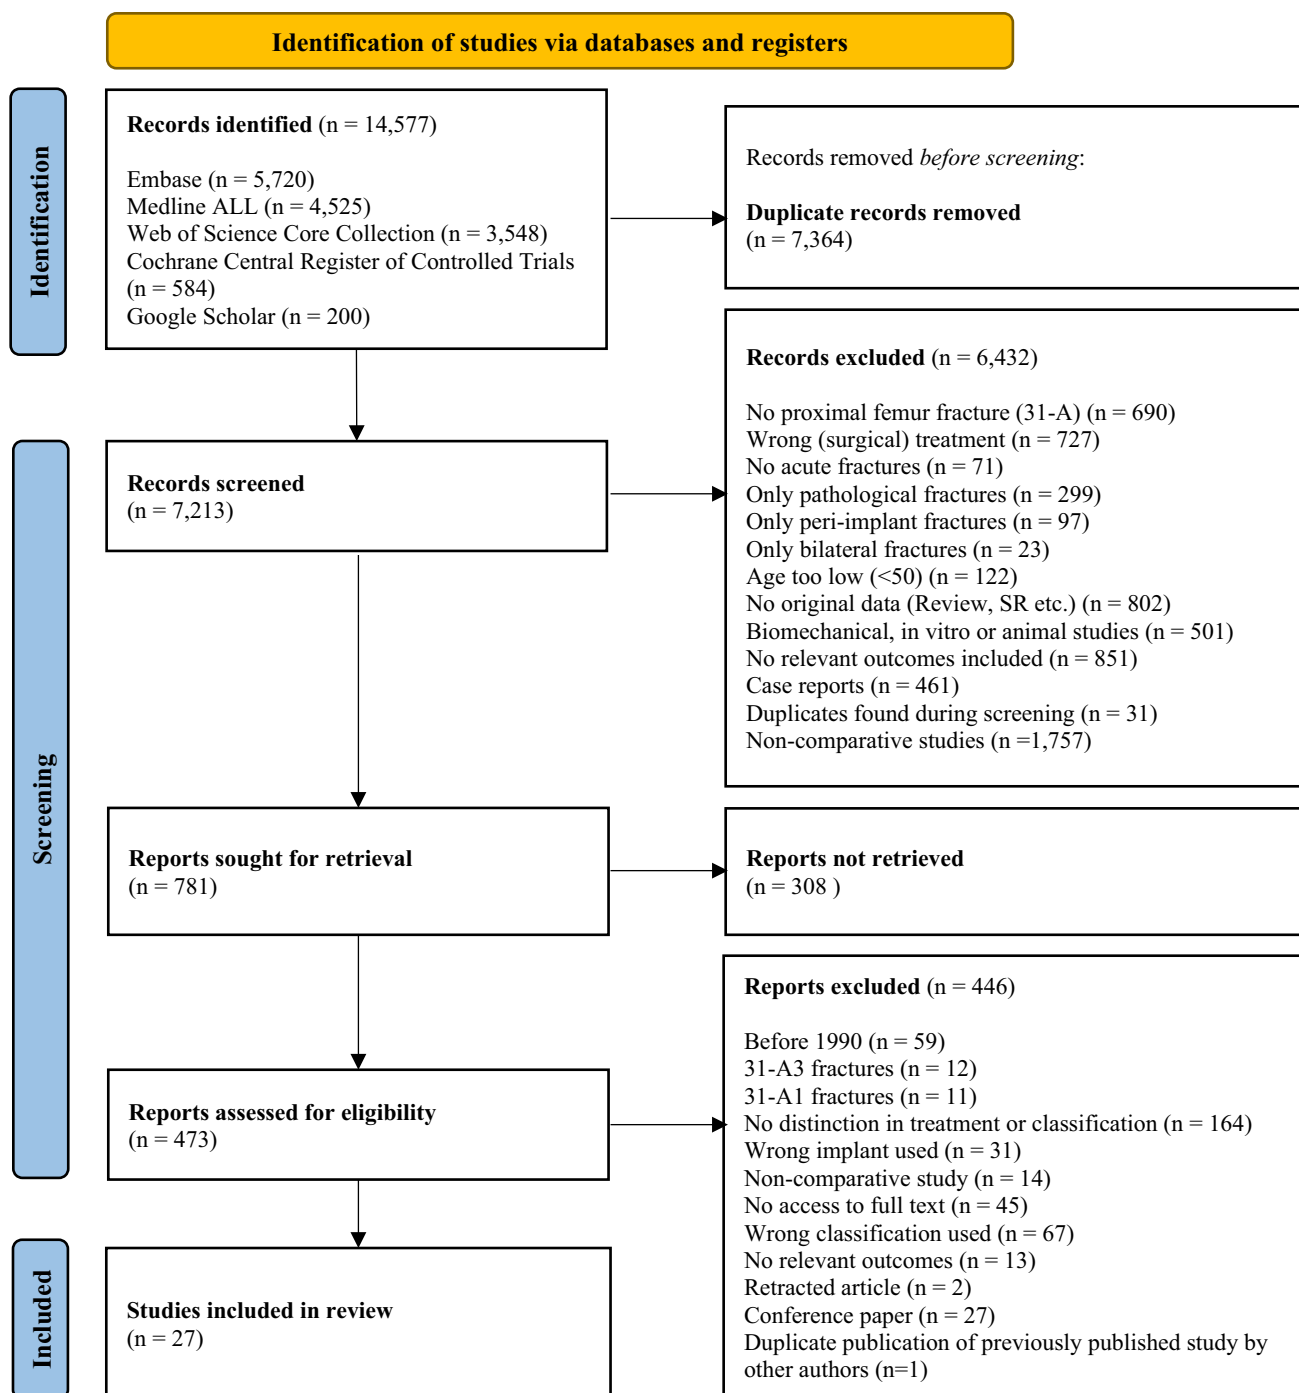 Identification of studies via databases and registers
Identification
Records identified (n = 14,577)
Embase (n = 5,720)
Medline ALL (n = 4,525)
Web of Science Core Collection (n = 3,548)
Cochrane Central Register of Controlled Trials
(n = 584)
Google Scholar (n = 200)
Records removed before screening:
Duplicate records removed
(n = 7,364)
Screening
Records screened
(n = 7,213)
Records excluded (n = 6,432)
No proximal femur fracture (31-A) (n = 690)
Wrong (surgical) treatment (n = 727)
No acute fractures (n = 71)
Only pathological fractures (n = 299)
Only peri-implant fractures (n = 97)
Only bilateral fractures (n = 23)
Age too low (<50) (n = 122)
No original data (Review, SR etc.) (n = 802)
Biomechanical, in vitro or animal studies (n = 501)
No relevant outcomes included (n = 851)
Case reports (n = 461)
Duplicates found during screening (n = 31)
Non-comparative studies (n =1,757)
Reports sought for retrieval
(n = 781)
Reports not retrieved
(n = 308 )
Reports assessed for eligibility
(n = 473)
Reports excluded (n = 446)
Before 1990 (n = 59)
31-A3 fractures (n = 12)
31-A1 fractures (n = 11)
No distinction in treatment or classification (n = 164)
Wrong implant used (n = 31)
Non-comparative study (n = 14)
No access to full text (n = 45)
Wrong classification used (n = 67)
No relevant outcomes (n = 13)
Retracted article (n = 2)
Conference paper (n = 27)
Duplicate publication of previously published study by
other authors (n=1)
Included
Studies included in review
(n = 27)